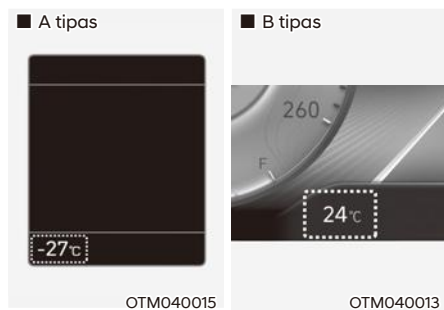 ■ A tipas
-27℃
OTM040015
■ B tipas
260
F
24℃
OTM040013